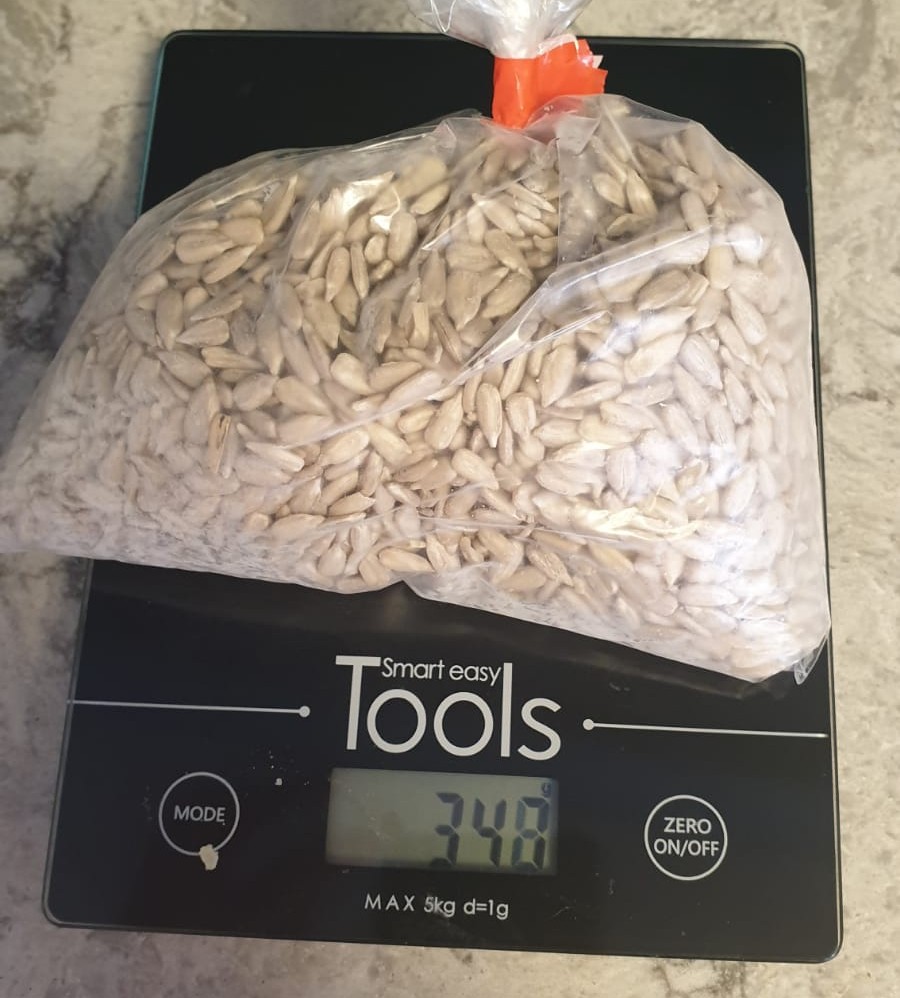 Smart easy
Tools
g
348
MODE
ZERO
ON/OFF
MAX 5kg d=1g